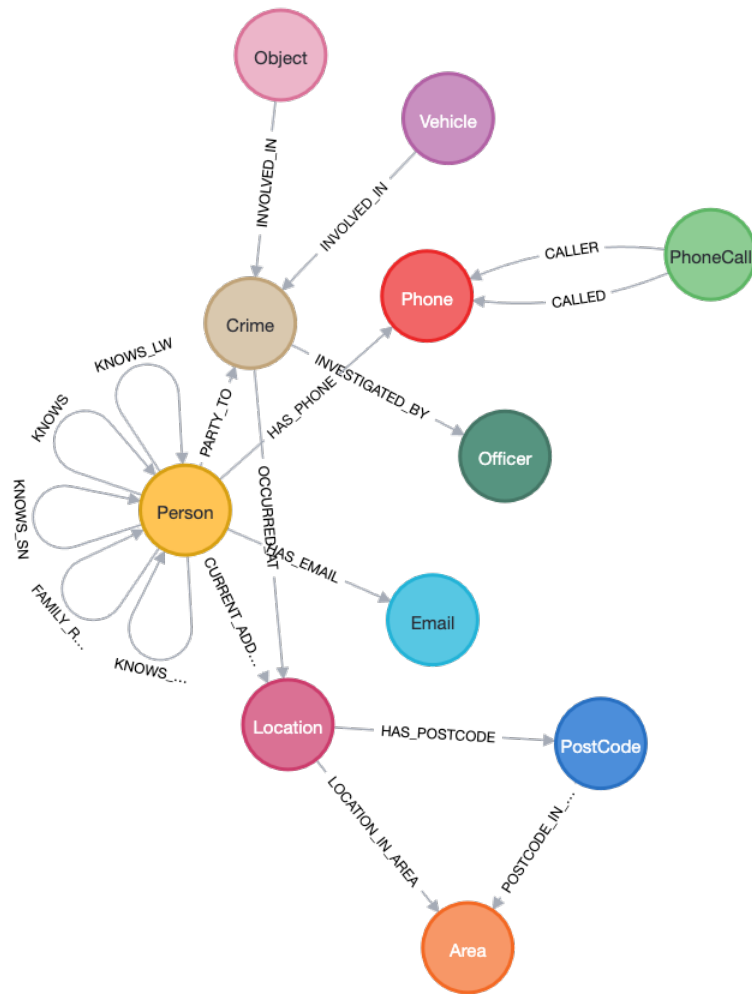 Object
Vehicle
INVOLVED_IN
INVOLVED_IN
PhoneCall
CALLER
CALLED
Phone
Crime
KNOWS_LW
KNOWS
PARTY_TO
HAS_PHONE
INVESTIGATED_BY
Officer
KNOWS_SN
Person
OCCURRED_AT
HAS_EMAIL
FAMILY_R...
CURRENT_ADD...
KNOWS_...
Email
Location
HAS_POSTCODE
PostCode
LOCATION_IN_AREA
POSTCODE_IN_...
Area